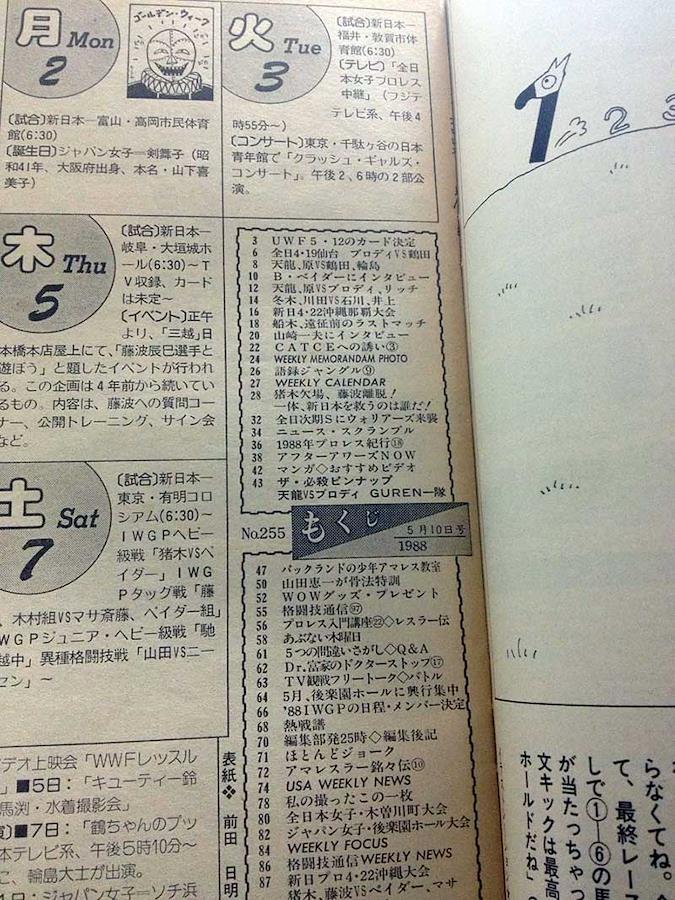 月 Mon
2
ゴールデン・ウィーク
〔試合〕新日本―富山・高岡市民体育
館(6:30)
〔誕生日〕ジャパン女子=剣舞子(昭
和41年、大阪府出身、本名・山下喜
美子)
火 Tue
3
〔試合〕新日本―
福井・敦賀市体
育館(6:30)
〔テレビ〕「全日
本女子プロレス
中継」(フジテ
テレビ系、午後4
時55分~)
〔コンサート〕東京・千駄ヶ谷の日本
青年館で「クラッシュ・ギャルズ・
コンサート」。午後2、6時の2部公
演。
木 Thu
5
〔試合〕新日本―
岐阜・大垣城ホ
ール(6:30)~T
V収録、カード
は未定~
〔イベント〕正午
より、「三越」日
本橋本店屋上にて、「藤波辰巳選手と
遊ぼう」と題したイベントが行われ
る。この企画は4年前から続いてい
るもの。内容は、藤波への質問コー
ナー、公開トレーニング、サイン会
など。
土 Sat
7
〔試合〕新日本―
東京・有明コロ
シアム(6:30)~
IWGPヘビー
級戦「猪木VSベ
イダー」IWG
Pタッグ戦「藤
、木村組VSマサ斎藤、ベイダー組」
WGPジュニア・ヘビー級戦「馳
越中」異種格闘技戦「山田VSニー
セン」~
デオ上映会「WWFレッスル
」■5日:「キューティー鈴
馬渕・水着撮影会」
■7日:「鶴ちゃんのプッ
本テレビ系、午後5時10分~
こ、輪島大士が出演。
日:ジャパン女子=ソチ浜
3 UWF5・12のカード決定
6 全日4・19仙台 ブロディVS鶴田
8 天龍、原VS鶴田、輪島
10 B・ベイダーにインタビュー
12 天龍、原VSブロディ、リッチ
14 冬木、川田VS石川、井上
16 新日4・22沖縄那覇大会
18 船木、遠征前のラストマッチ
20 山崎一夫にインタビュー
22 CATCEへの誘い③
24 WEEKLY MEMORANDAM PHOTO
26 語録ジャングル⑨
27 WEEKLY CALENDAR
28 猪木欠場、藤波離脱!
一体、新日本を救うのは誰だ!
32 全日次期Sにウォリアーズ来襲
34 ニュース・スクランブル
36 1988年プロレス紀行⑱
38 アフターアワーズNOW
42 マンガ◇おすすめビデオ
43 ザ・必殺ピンナップ
天龍VSブロディ GUREN一隊
No.255 もくじ 5月10日号
1988
47 バックランドの少年アマレス教室
50 山田恵一が骨法特訓
52 WOWグッズ・プレゼント
55 格闘技通信�97
56 プロレス入門講座㉒◇レスラー伝
58 あぶない木曜日
61 5つの間違いさがし◇Q&A
62 Dr.富家のドクターストップ⑰
63 TV観戦フリートーク◇バトル
64 5月、後楽園ホールに興行集中
66 '88IWGPの日程・メンバー決定
68 熱戦譜
70 編集部発25時◇編集後記
71 ほとんどジョーク
72 アマレスラー銘々伝⑩
74 USA WEEKLY NEWS
78 私の撮ったこの一枚
80 全日本女子・木曽川町大会
82 ジャパン女子・後楽園ホール大会
84 WEEKLY FOCUS
86 格闘技通信WEEKLY NEWS
87 新日プロ4・22沖縄大会
猪木、藤波VSベイダー、マサ
表紙❖前田日明
1 2 3
らなくてね。
て、最終レー
しで①―⑥の馬
が当たっちゃっ
文キックは最高
ホールドだね」